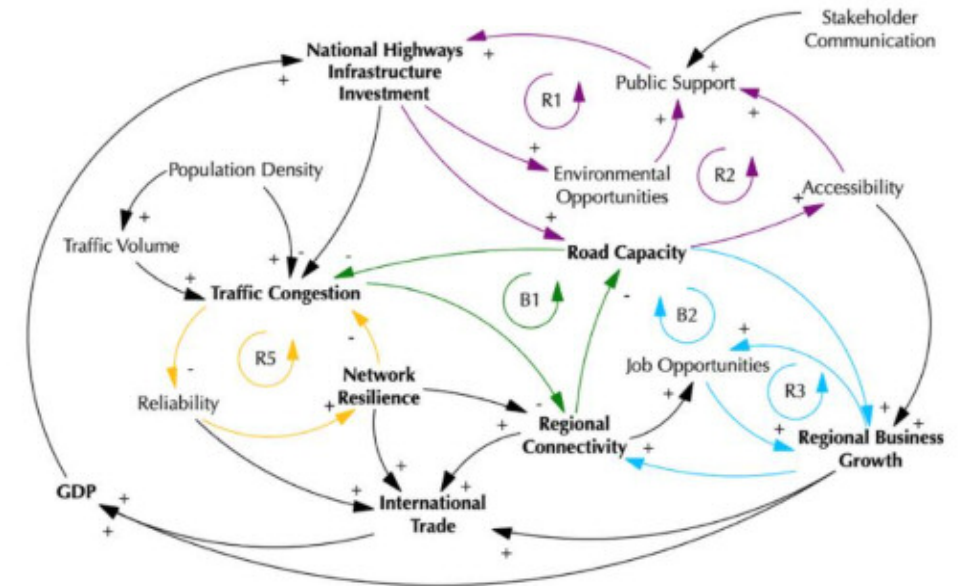 Stakeholder
Communication
+
National Highways
Infrastructure
Investment
+
+
Public Support
+
R1
+
+
+
Environmental
Opportunities
R2
Population Density
+
Accessibility
+
+
Traffic Volume
Road Capacity
+
-
-
+
Traffic Congestion
B1
-
B2
+
-
R5
-
Job Opportunities
Network
Resilience
R3
Reliability
+
-
+
+
+
+
Regional
Connectivity
+
+
Regional Business
Growth
+
+
GDP
+
+
International
Trade
+
+
+